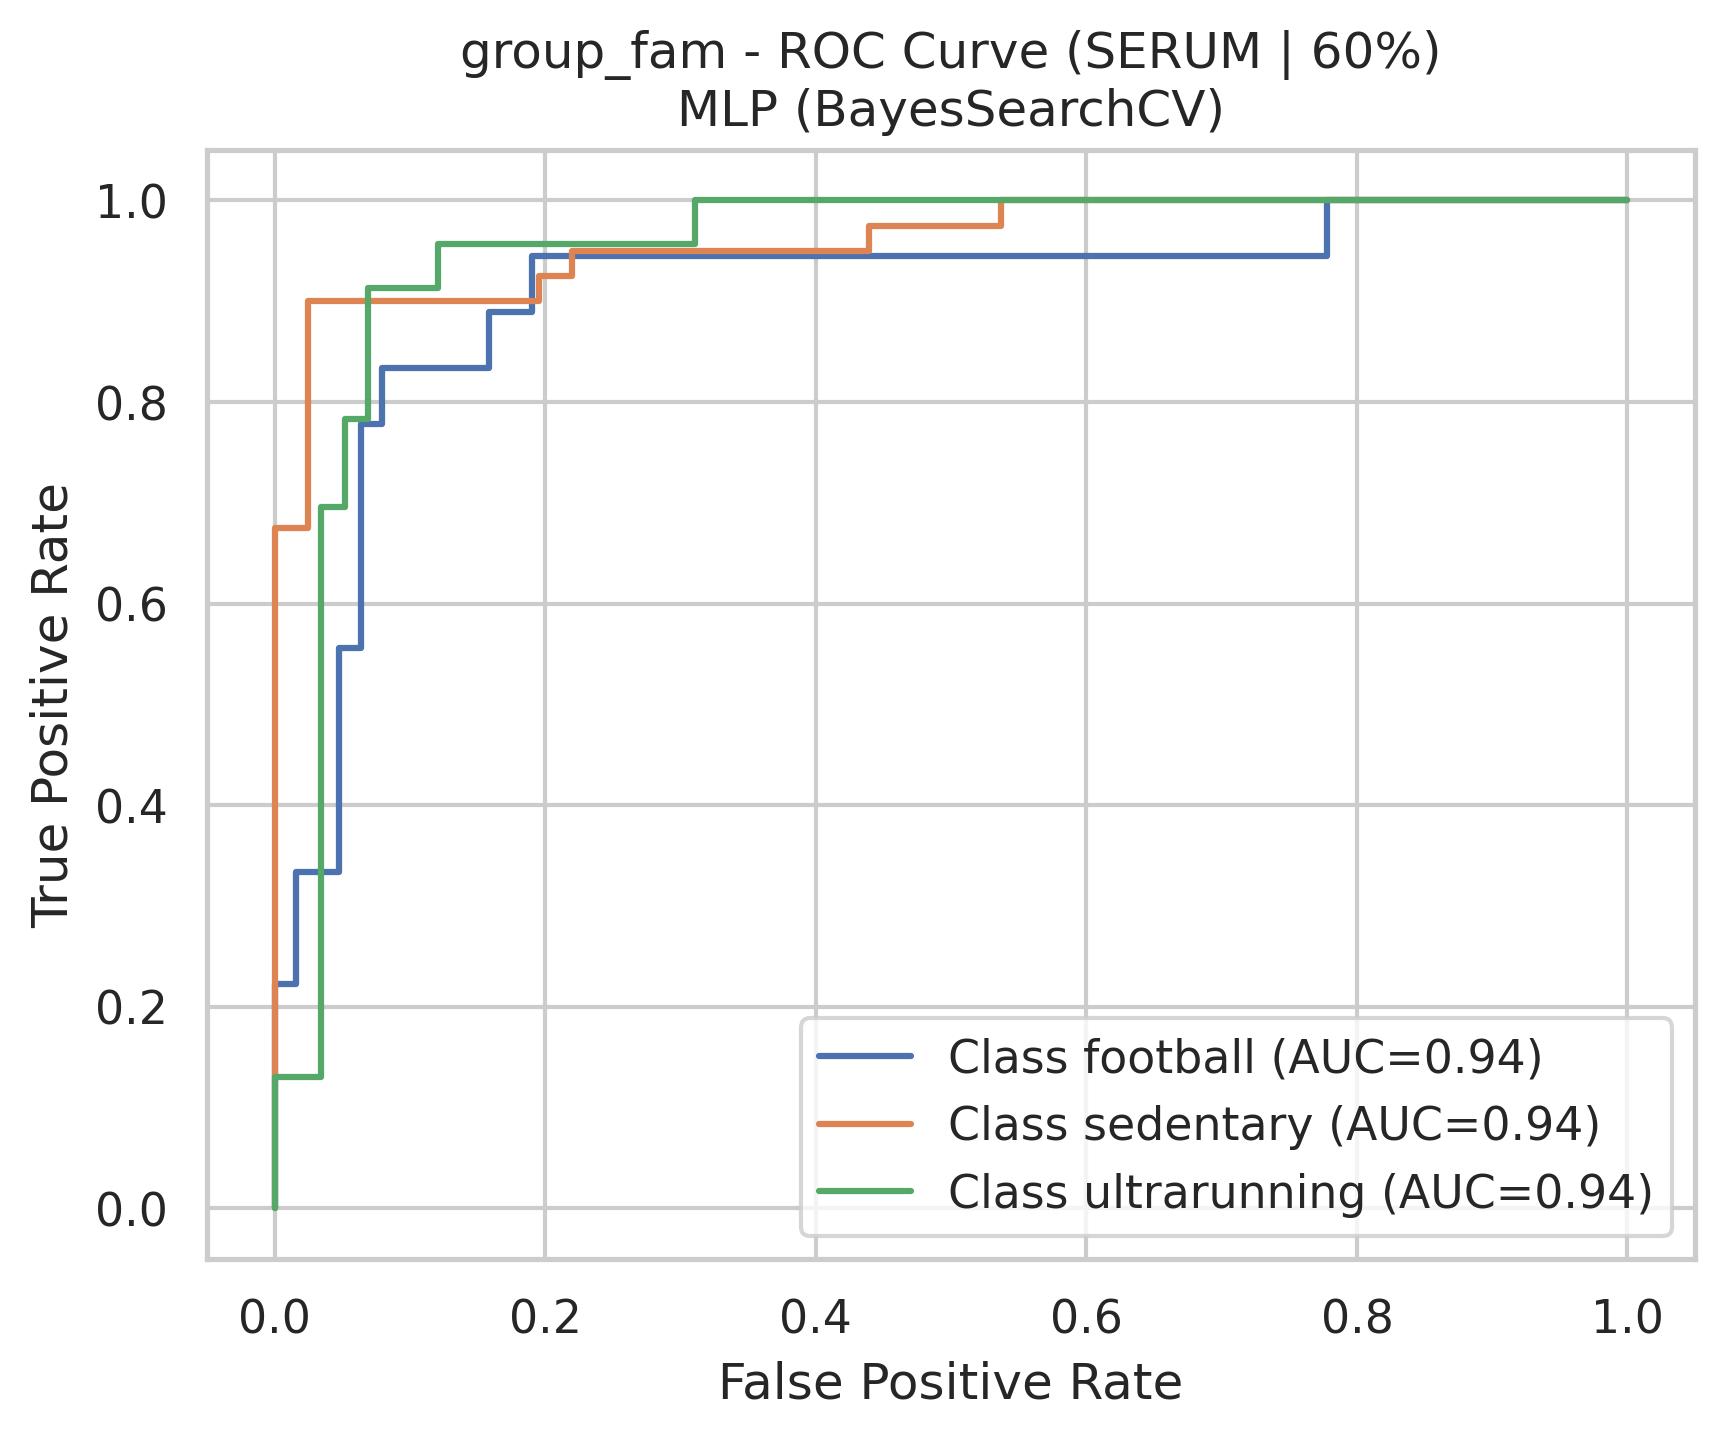 group_fam - ROC Curve (SERUM | 60%)
MLP (BayesSearchCV)
True Positive Rate
1.0
0.8
0.6
0.4
0.2
0.0
Class football (AUC=0.94)
Class sedentary (AUC=0.94)
Class ultrarunning (AUC=0.94)
0.0 0.2 0.4 0.6 0.8 1.0
False Positive Rate